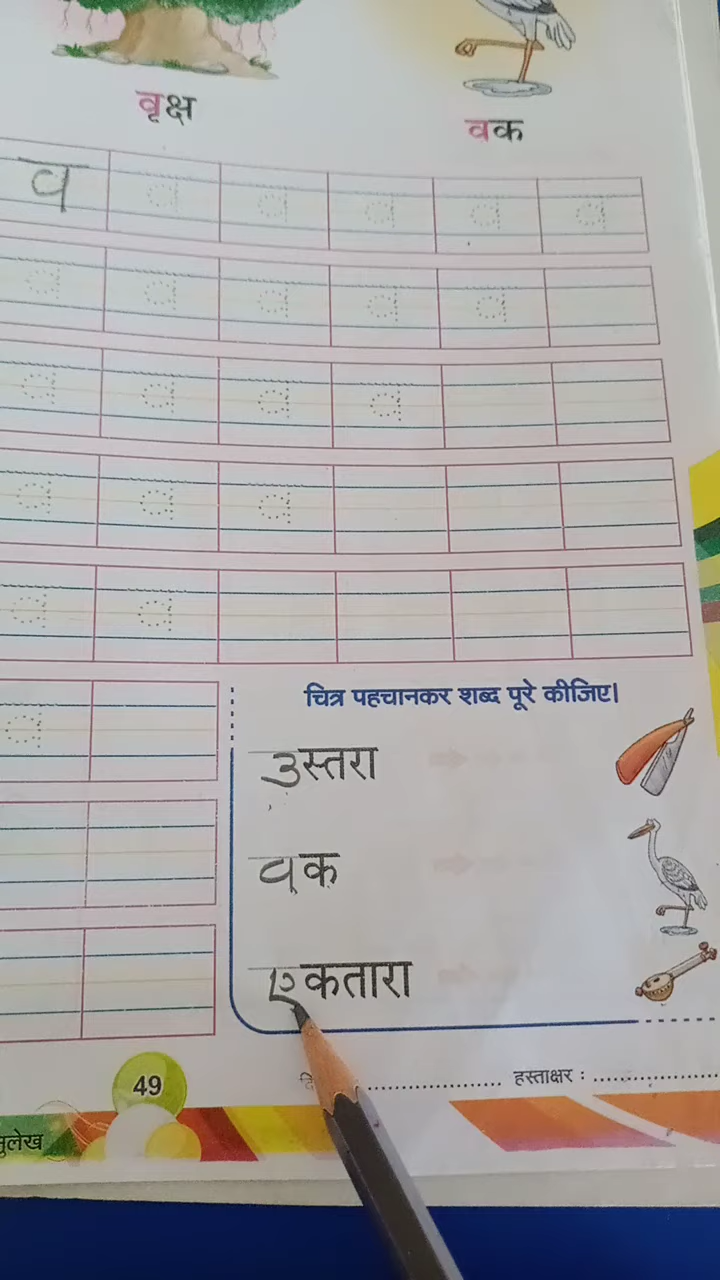 वृक्ष
वक
व व व व व व
व व व व व
व व व व
व व व
व व
व
चित्र पहचानकर शब्द पूरे कीजिए।
उस्तरा
वक
एकतारा
49
हस्ताक्षर :
सुलेख